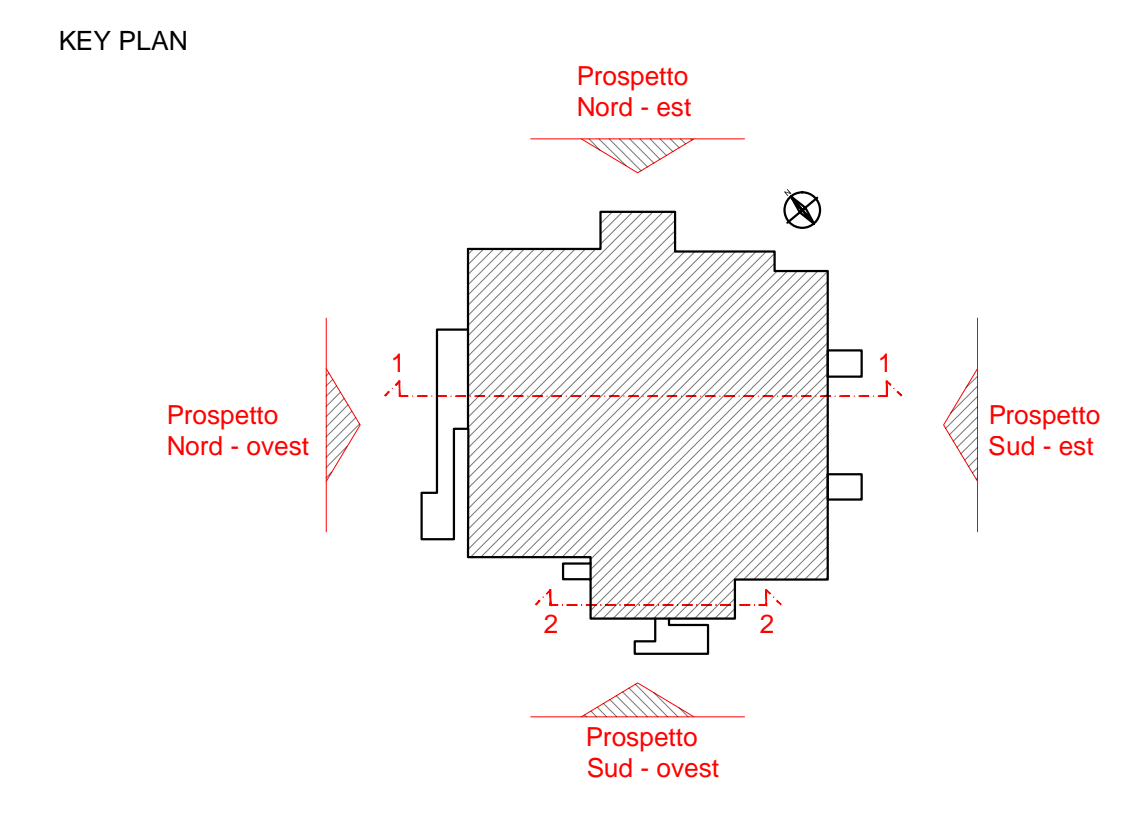 KEY PLAN
Prospetto
Nord - est
N
1
1
Prospetto
Nord - ovest
Prospetto
Sud - est
2
2
Prospetto
Sud - ovest